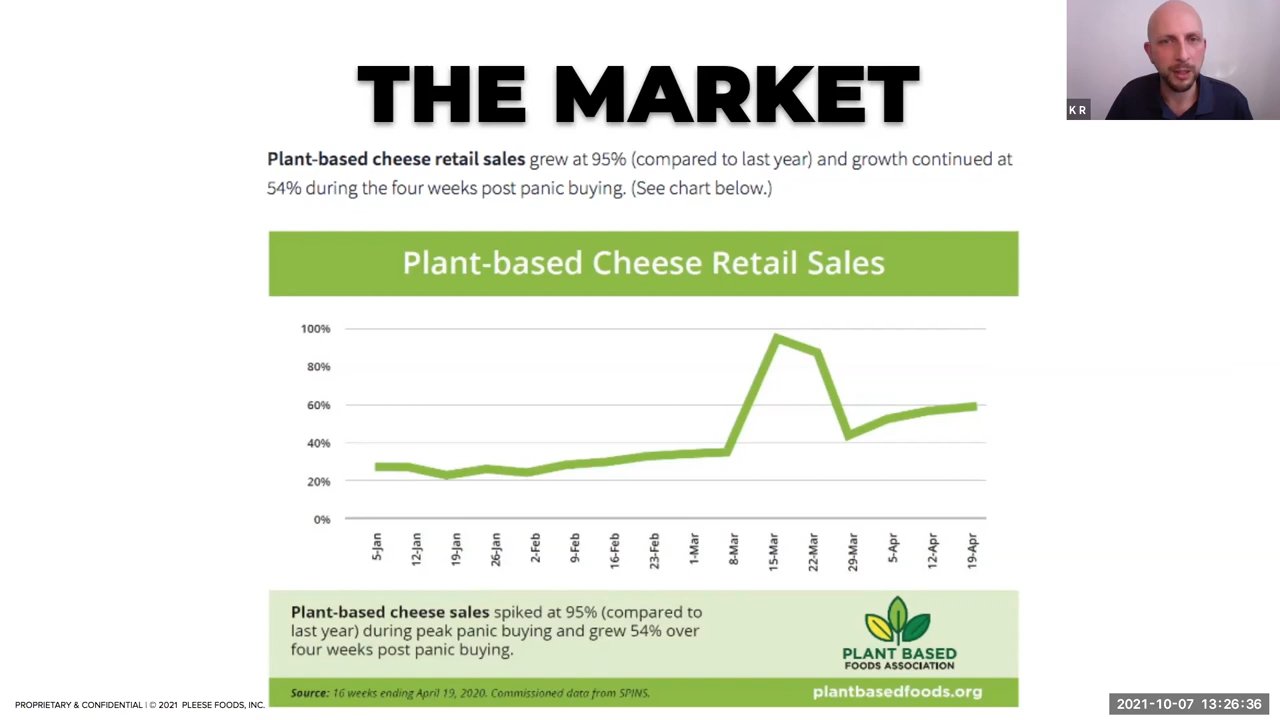 THE MARKET
K R
Plant-based cheese retail sales grew at 95% (compared to last year) and growth continued at
54% during the four weeks post panic buying. (See chart below.)
Plant-based Cheese Retail Sales
100%
80%
60%
40%
20%
0%
5-Jan
12-Jan
19-Jan
26-Jan
2-Feb
9-Feb
16-Feb
23-Feb
1-Mar
8-Mar
15-Mar
22-Mar
29-Mar
5-Apr
12-Apr
19-Apr
Plant-based cheese sales spiked at 95% (compared to
last year) during peak panic buying and grew 54% over
four weeks post panic buying.
PLANT BASED
FOODS ASSOCIATION
Source: 16 weeks ending April 19, 2020. Commissioned data from SPINS.
plantbasedfoods.org
PROPRIETARY & CONFIDENTIAL | © 2021 PLEESE FOODS, INC.
2021-10-07 13:26:36